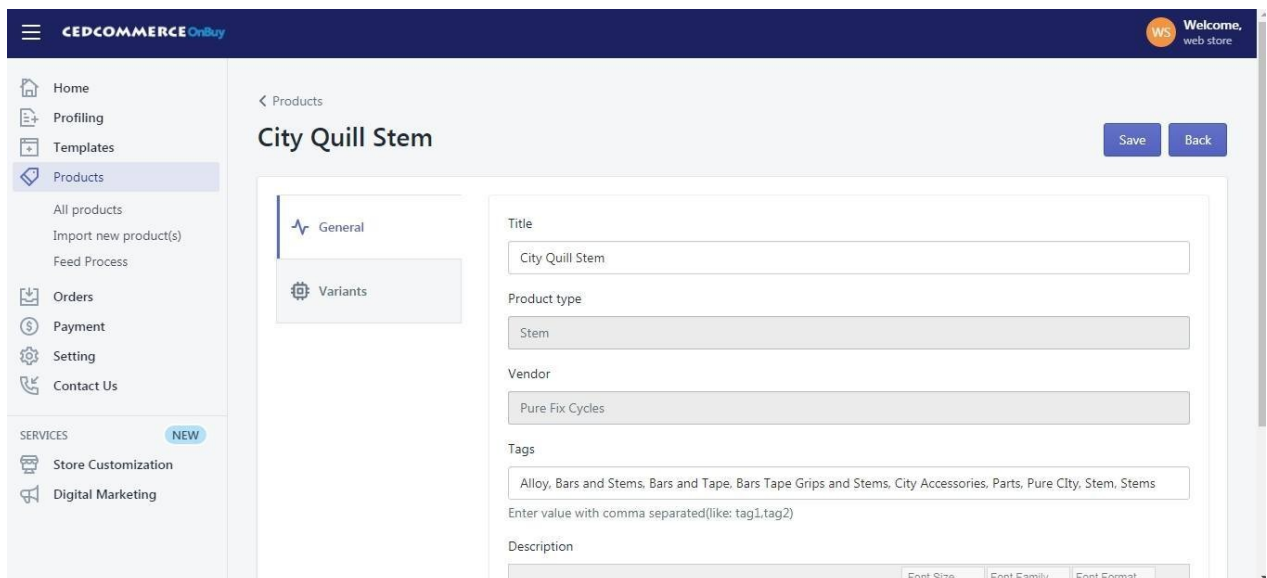 CEDCOMMERCE OnBuy
WS
Welcome,
web store
Home
Profiling
Templates
Products
All products
Import new product(s)
Feed Process
Orders
Payment
Setting
Contact Us
SERVICES NEW
Store Customization
Digital Marketing
Products
City Quill Stem
Save Back
General
Variants
Title
City Quill Stem
Product type
Stem
Vendor
Pure Fix Cycles
Tags
Alloy, Bars and Stems, Bars and Tape, Bars Tape Grips and Stems, City Accessories, Parts, Pure CIty, Stem, Stems
Enter value with comma separated(like: tag1,tag2)
Description
Font Size Font Family Font Format